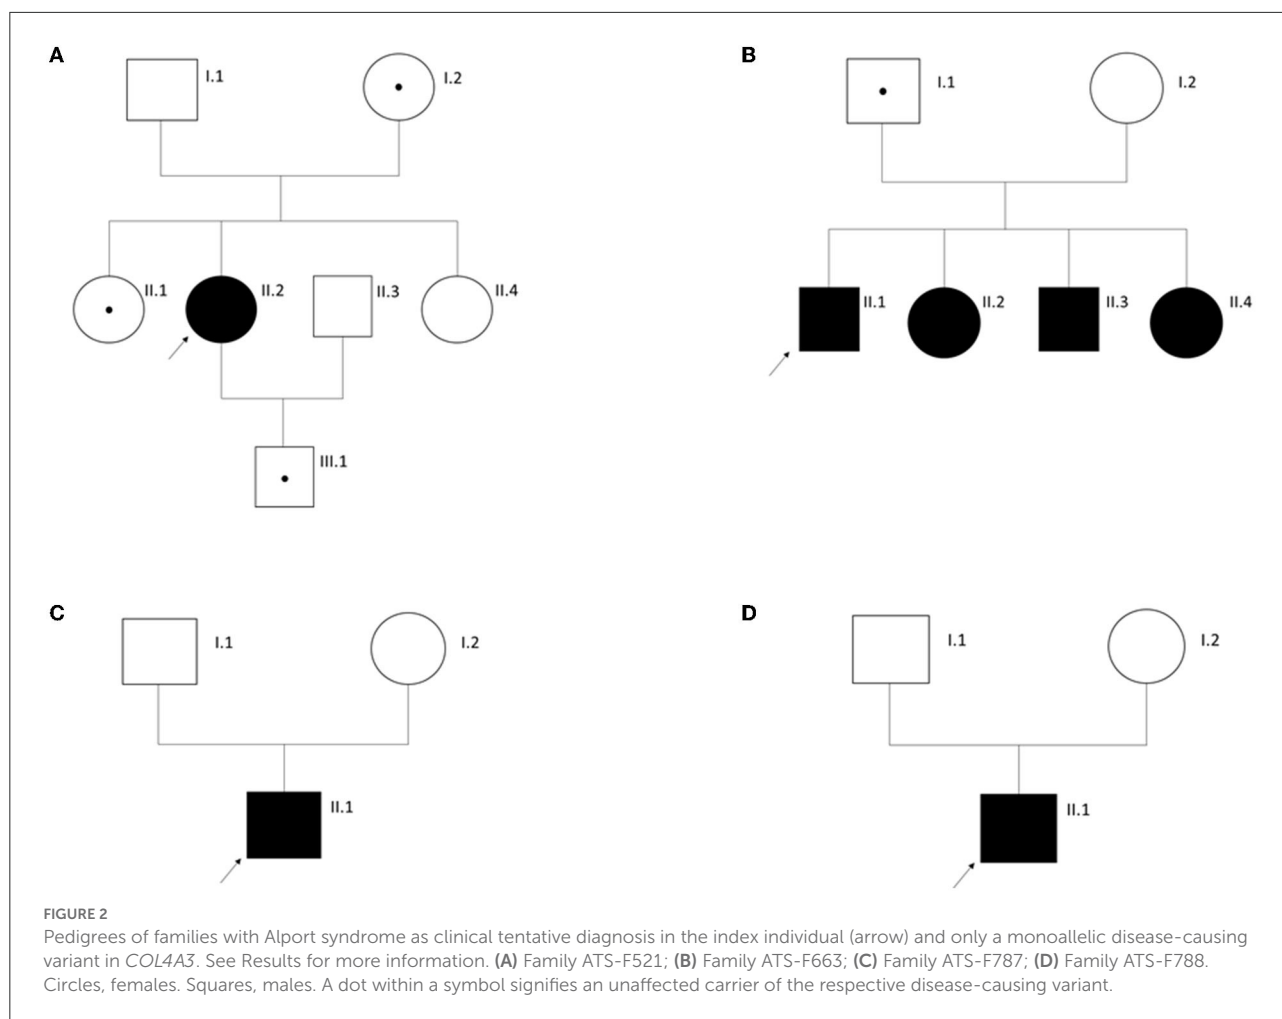 A
I.1
I.2
II.1
II.2
II.3
II.4
III.1
B
I.1
I.2
II.1
II.2
II.3
II.4
C
I.1
I.2
II.1
D
I.1
I.2
II.1
FIGURE 2
Pedigrees of families with Alport syndrome as clinical tentative diagnosis in the index individual (arrow) and only a monoallelic disease-causing
variant in COL4A3. See Results for more information. (A) Family ATS-F521; (B) Family ATS-F663; (C) Family ATS-F787; (D) Family ATS-F788.
Circles, females. Squares, males. A dot within a symbol signifies an unaffected carrier of the respective disease-causing variant.